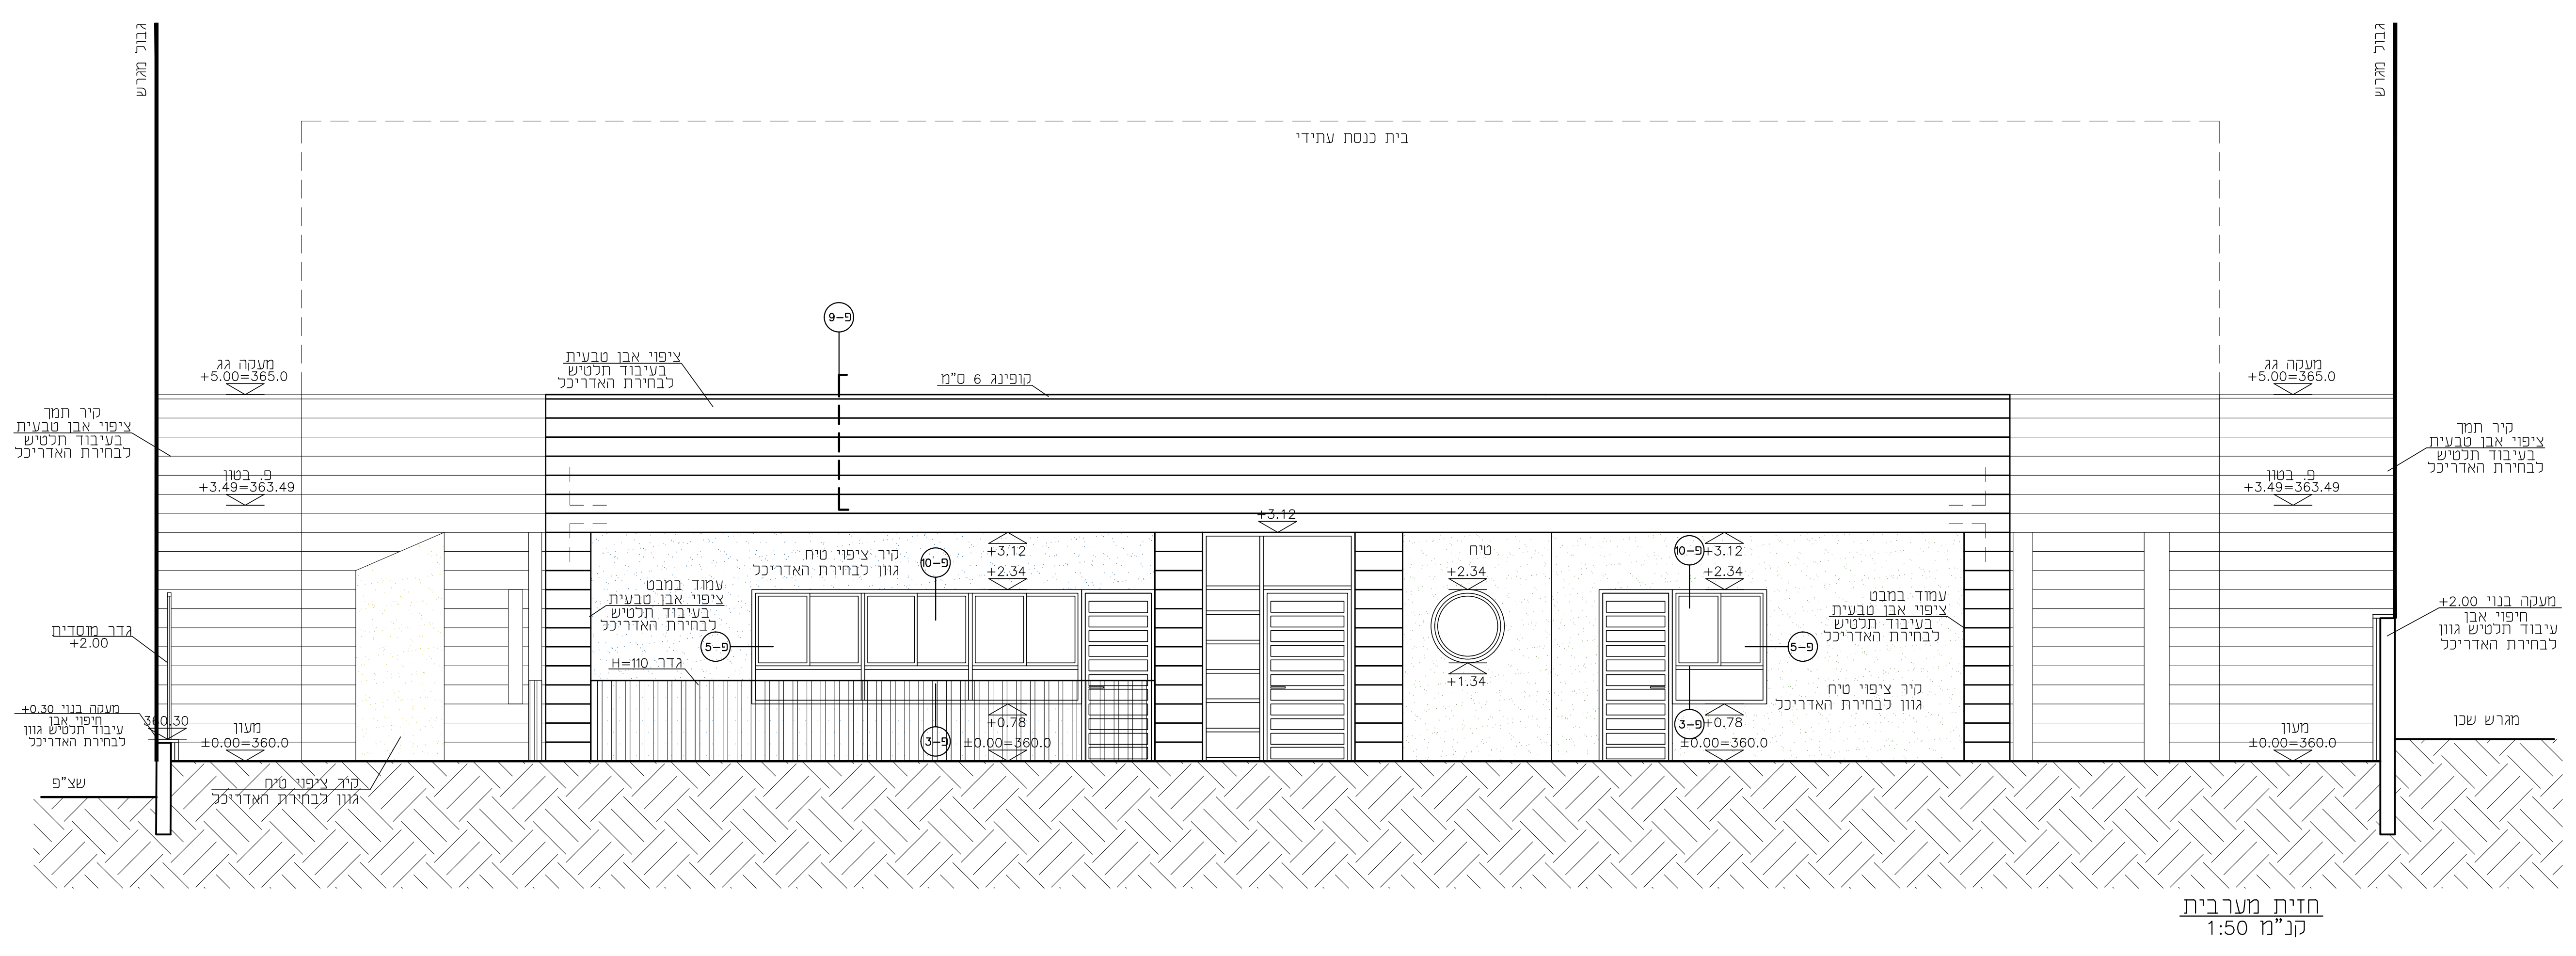 גבול מגרש
גבול מגרש
בית כנסת עתידי
פ-9
מעקה גג
+5.00=365.0
ציפוי אבן טבעית
בעיבוד תלטיש
לבחירת האדריכל
קופינג 6 ס"מ
מעקה גג
+5.00=365.0
קיר תמך
ציפוי אבן טבעית
בעיבוד תלטיש
לבחירת האדריכל
קיר תמך
ציפוי אבן טבעית
בעיבוד תלטיש
לבחירת האדריכל
פ. בטון
+3.49=363.49
פ. בטון
+3.49=363.49
+3.12
קיר ציפוי טיח
גוון לבחירת האדריכל
פ-10
+3.12
+2.34
טיח
+2.34
+1.34
פ-10
+3.12
+2.34
עמוד במבט
ציפוי אבן טבעית
בעיבוד תלטיש
לבחירת האדריכל
עמוד במבט
ציפוי אבן טבעית
בעיבוד תלטיש
לבחירת האדריכל
פ-5
פ-5
גדר H=110
גדר מוסדית
+2.00
מעקה בנוי +2.00
חיפוי אבן
עיבוד תלטיש גוון
לבחירת האדריכל
קיר ציפוי טיח
גוון לבחירת האדריכל
מעקה בנוי +0.30
חיפוי אבן
עיבוד תלטיש גוון
לבחירת האדריכל
360.30
מעון
±0.00=360.0
פ-3
+0.78
±0.00=360.0
פ-3
+0.78
±0.00=360.0
מעון
±0.00=360.0
מגרש שכן
שצ"פ
קיר ציפוי טיח
גוון לבחירת האדריכל
חזית מערבית
קנ"מ 1:50